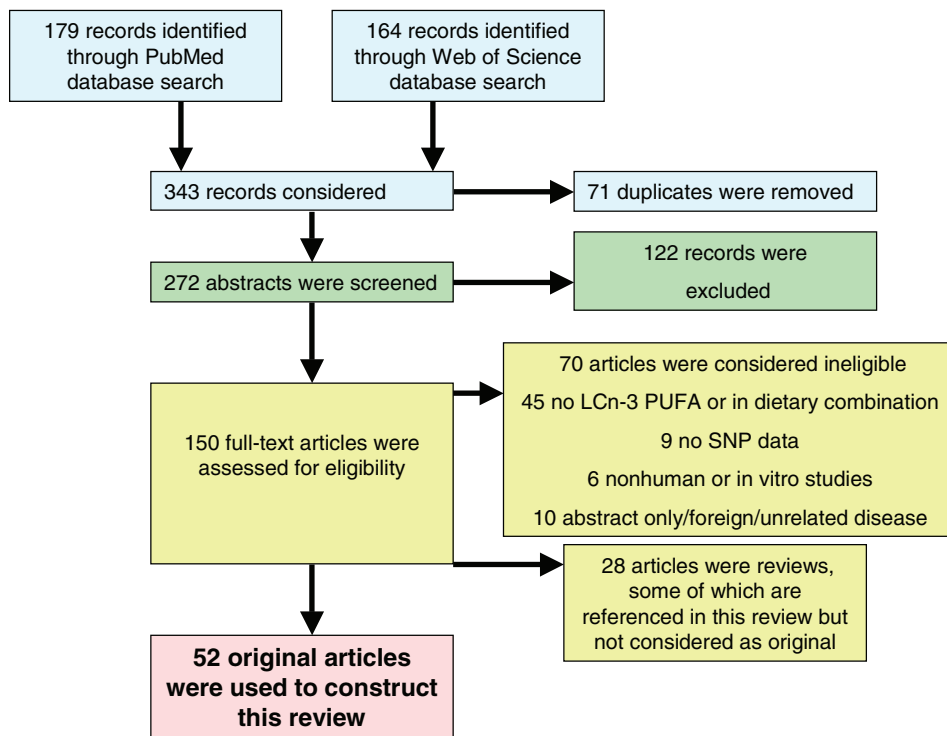 179 records identified
through PubMed
database search
164 records identified
through Web of Science
database search
343 records considered
71 duplicates were removed
272 abstracts were screened
122 records were
excluded
150 full-text articles were
assessed for eligibility
70 articles were considered ineligible
45 no LCn-3 PUFA or in dietary combination
9 no SNP data
6 nonhuman or in vitro studies
10 abstract only/foreign/unrelated disease
28 articles were reviews,
some of which are
referenced in this review but
not considered as original
52 original articles
were used to construct
this review